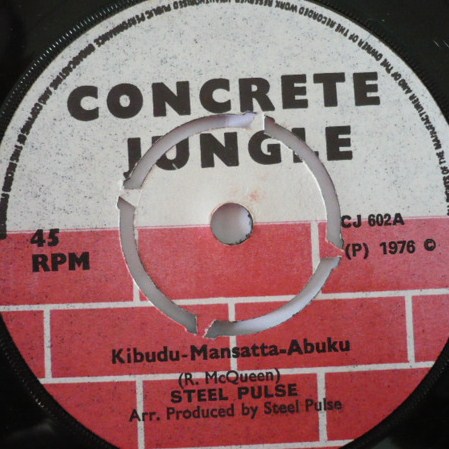 CONCRETE
JUNGLE
45
RPM
CJ 602A
(P) 1976 ©
Kibudu-Mansatta-Abuku
(R. McQueen)
STEEL PULSE
Arr. Produced by Steel Pulse